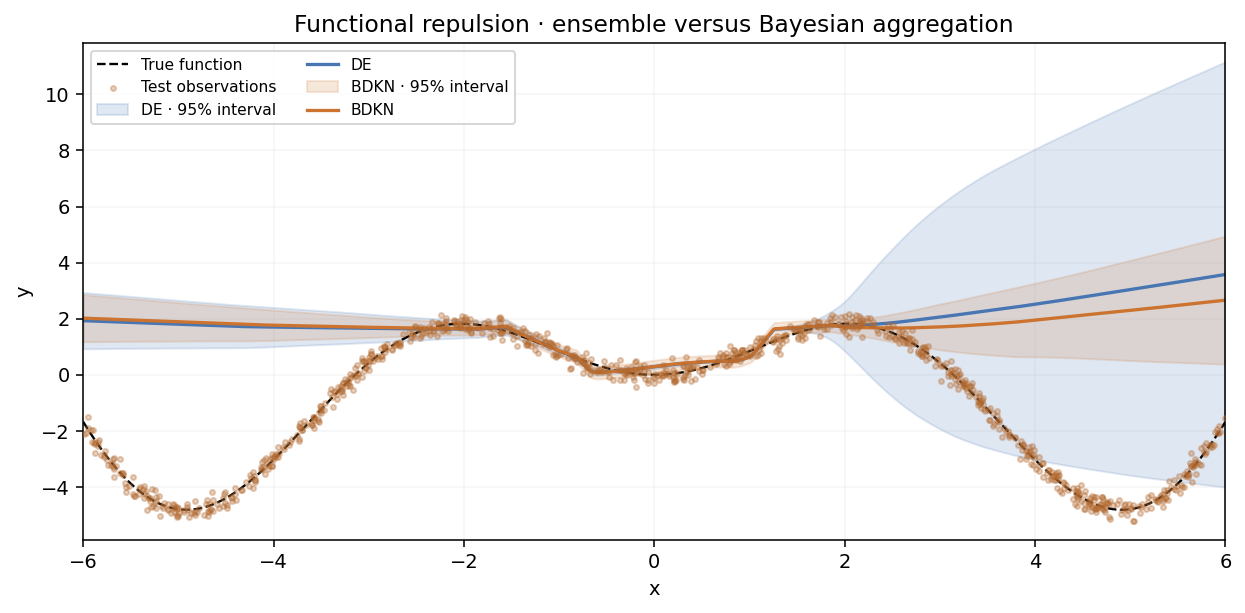 Functional repulsion · ensemble versus Bayesian aggregation
True function
Test observations
DE · 95% interval
DE
BDKN · 95% interval
BDKN
y
10
8
6
4
2
0
−2
−4
−6
−4
−2
0
2
4
6
x